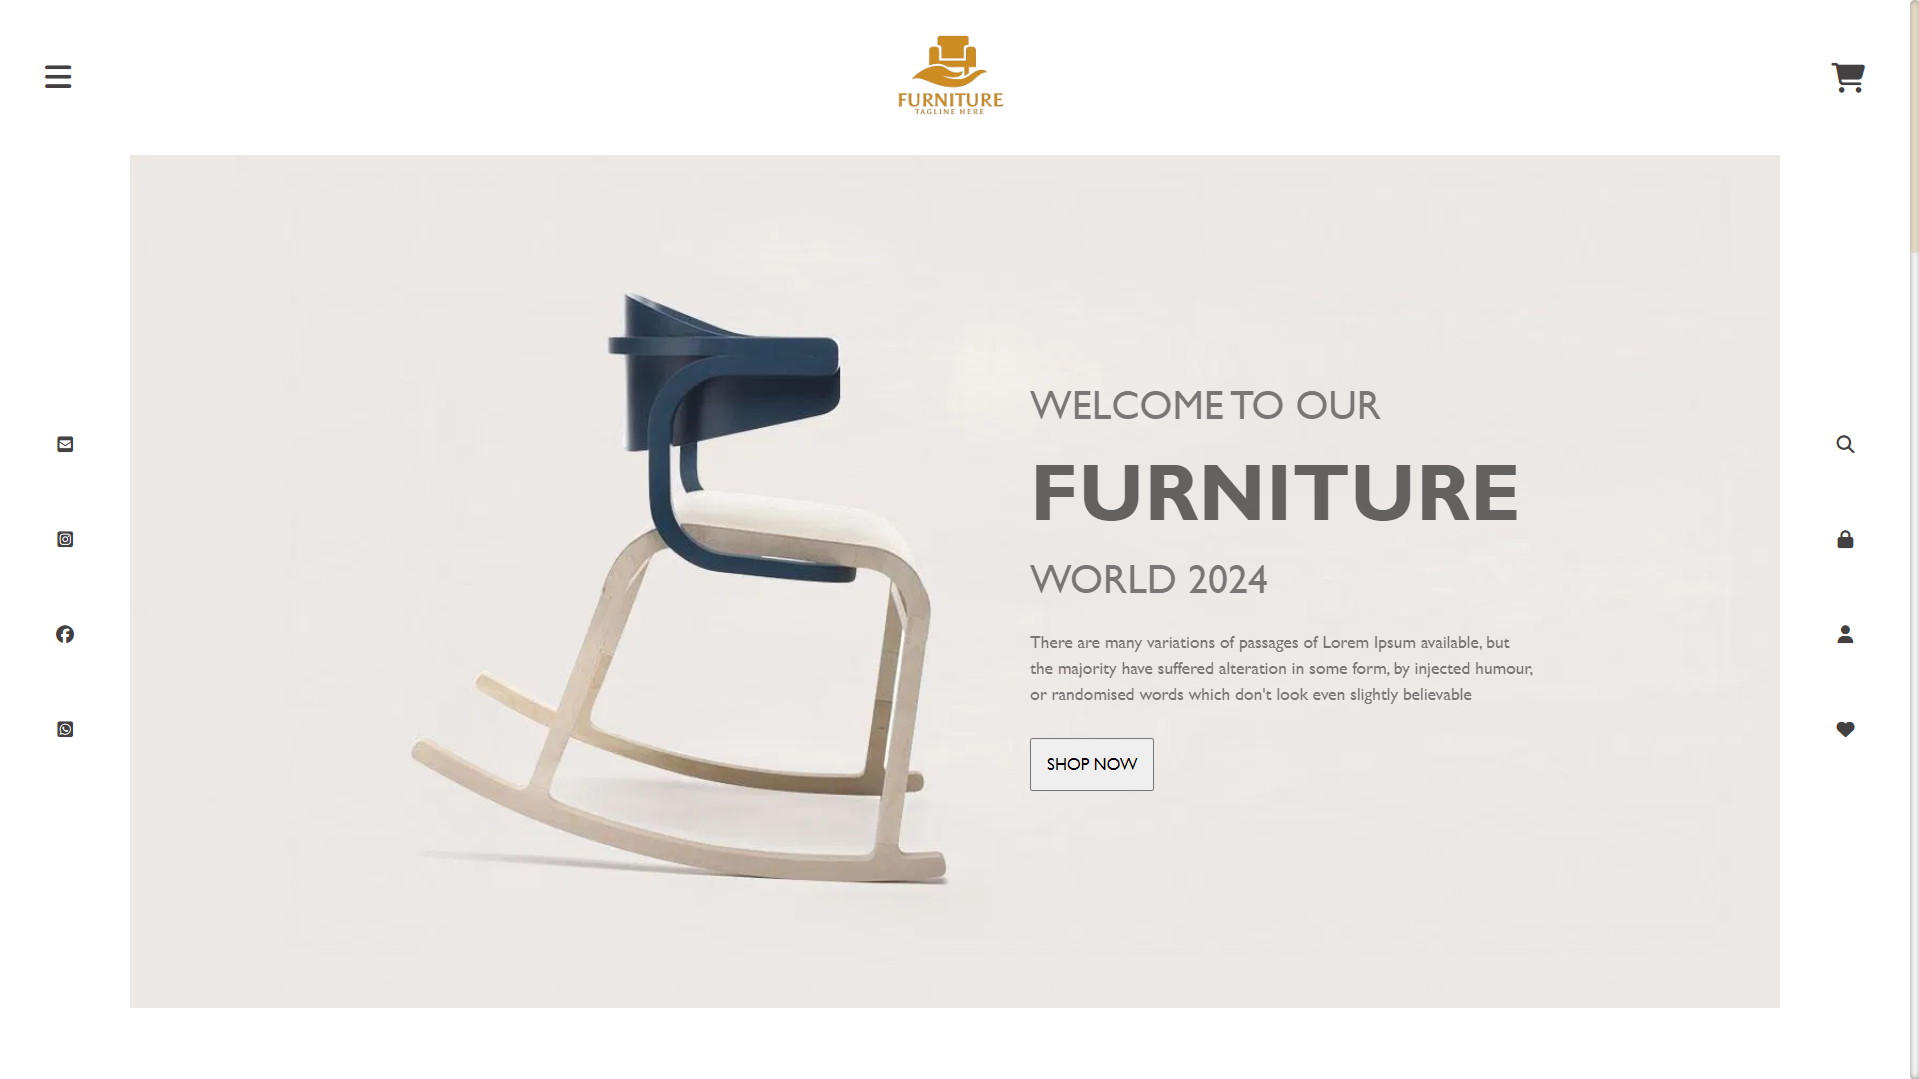 FURNITURE
TAGLINE HERE
WELCOME TO OUR
FURNITURE
WORLD 2024
There are many variations of passages of Lorem Ipsum available, but
the majority have suffered alteration in some form, by injected humour,
or randomised words which don't look even slightly believable
SHOP NOW